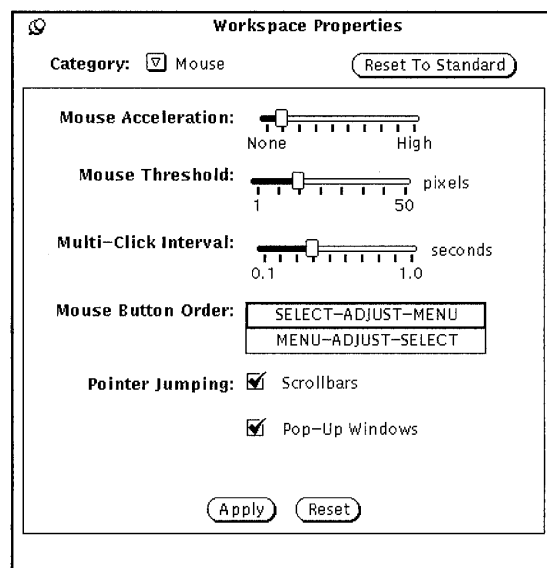 Workspace Properties
Category: Mouse
Reset To Standard
Mouse Acceleration:
None High
Mouse Threshold: pixels
1 50
Multi-Click Interval: seconds
0.1 1.0
Mouse Button Order: SELECT-ADJUST-MENU
MENU-ADJUST-SELECT
Pointer Jumping: Scrollbars
Pop-Up Windows
Apply Reset